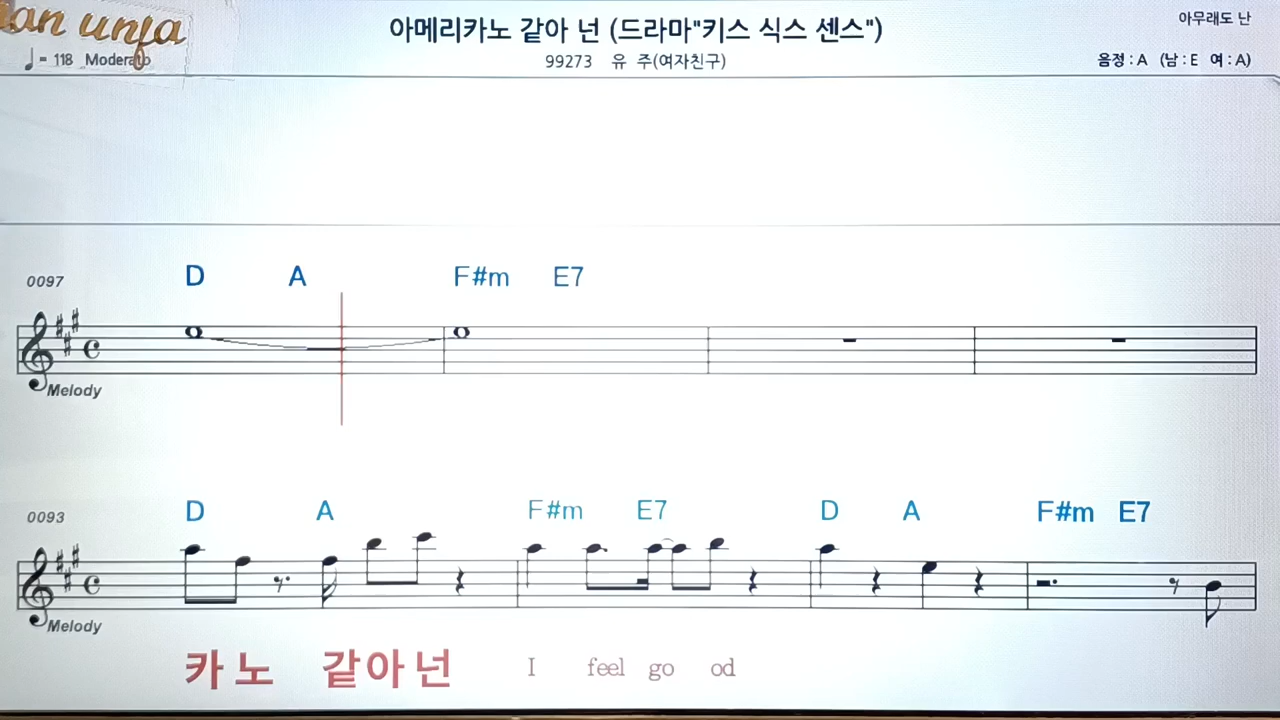 아메리카노 같아 넌 (드라마"키스 식스 센스")
아무래도 난
= 118 Moderato
99273 유 주(여자친구)
음정 : A (남 : E 여 : A)
0097
D A F#m E7
Melody
0093
D A F#m E7 D A F#m E7
Melody
카 노 같아 넌 I feel go od